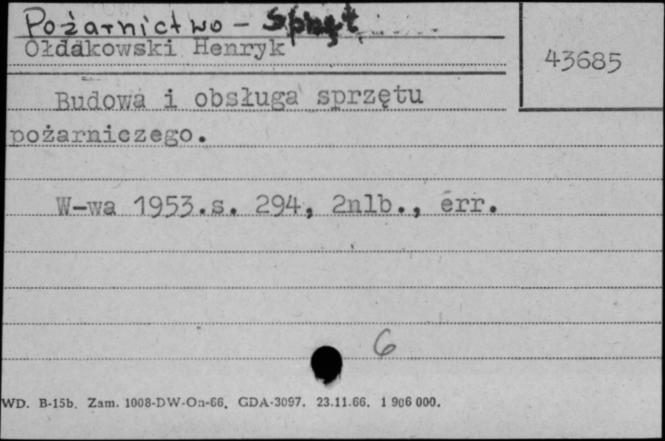 Pożarnictwo - Sprzęt
Ołdakowski Henryk
43685
Budowa i obsługa sprzętu
pożarniczego.
W-wa 1953.s. 294, 2nlb., err.
6
WD. B-15b. Zam. 1008-DW-On-66. GDA-3097. 23.11.66. 1 906 000.